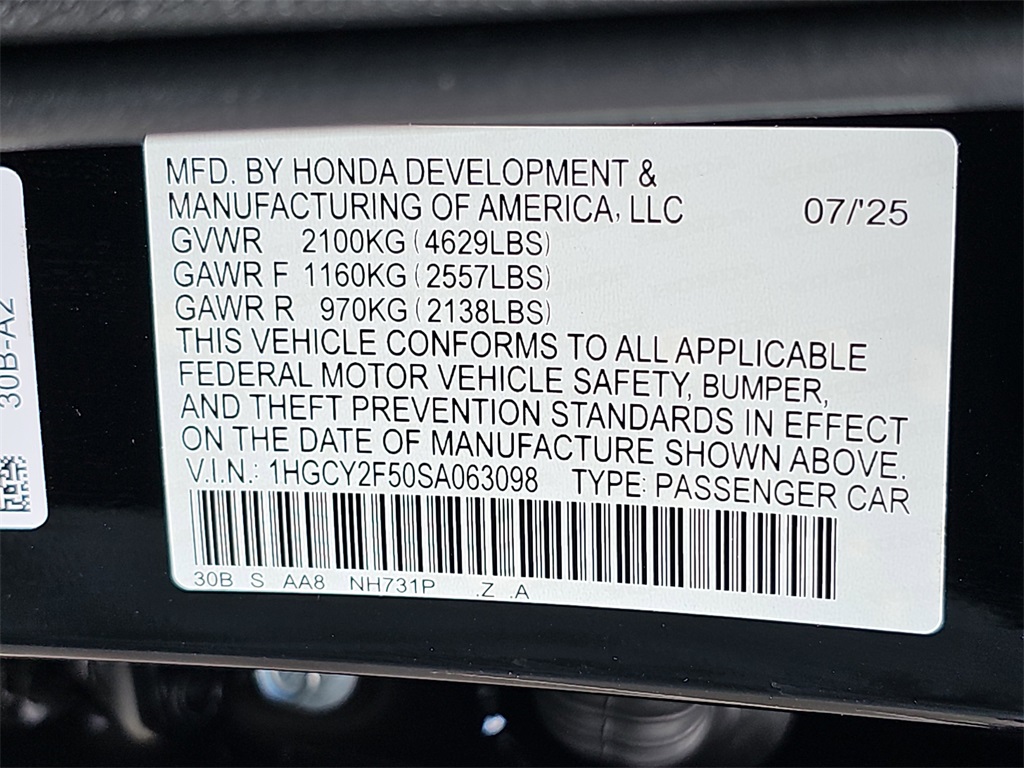 MFD. BY HONDA DEVELOPMENT &
MANUFACTURING OF AMERICA, LLC 07/'25
GVWR 2100KG (4629LBS)
GAWR F 1160KG (2557LBS)
GAWR R 970KG (2138LBS)
THIS VEHICLE CONFORMS TO ALL APPLICABLE
FEDERAL MOTOR VEHICLE SAFETY, BUMPER,
AND THEFT PREVENTION STANDARDS IN EFFECT
ON THE DATE OF MANUFACTURE SHOWN ABOVE.
V.I.N.: 1HGCY2F50SA063098 TYPE: PASSENGER CAR
30B S AA8 NH731P .Z .A
30B-A2